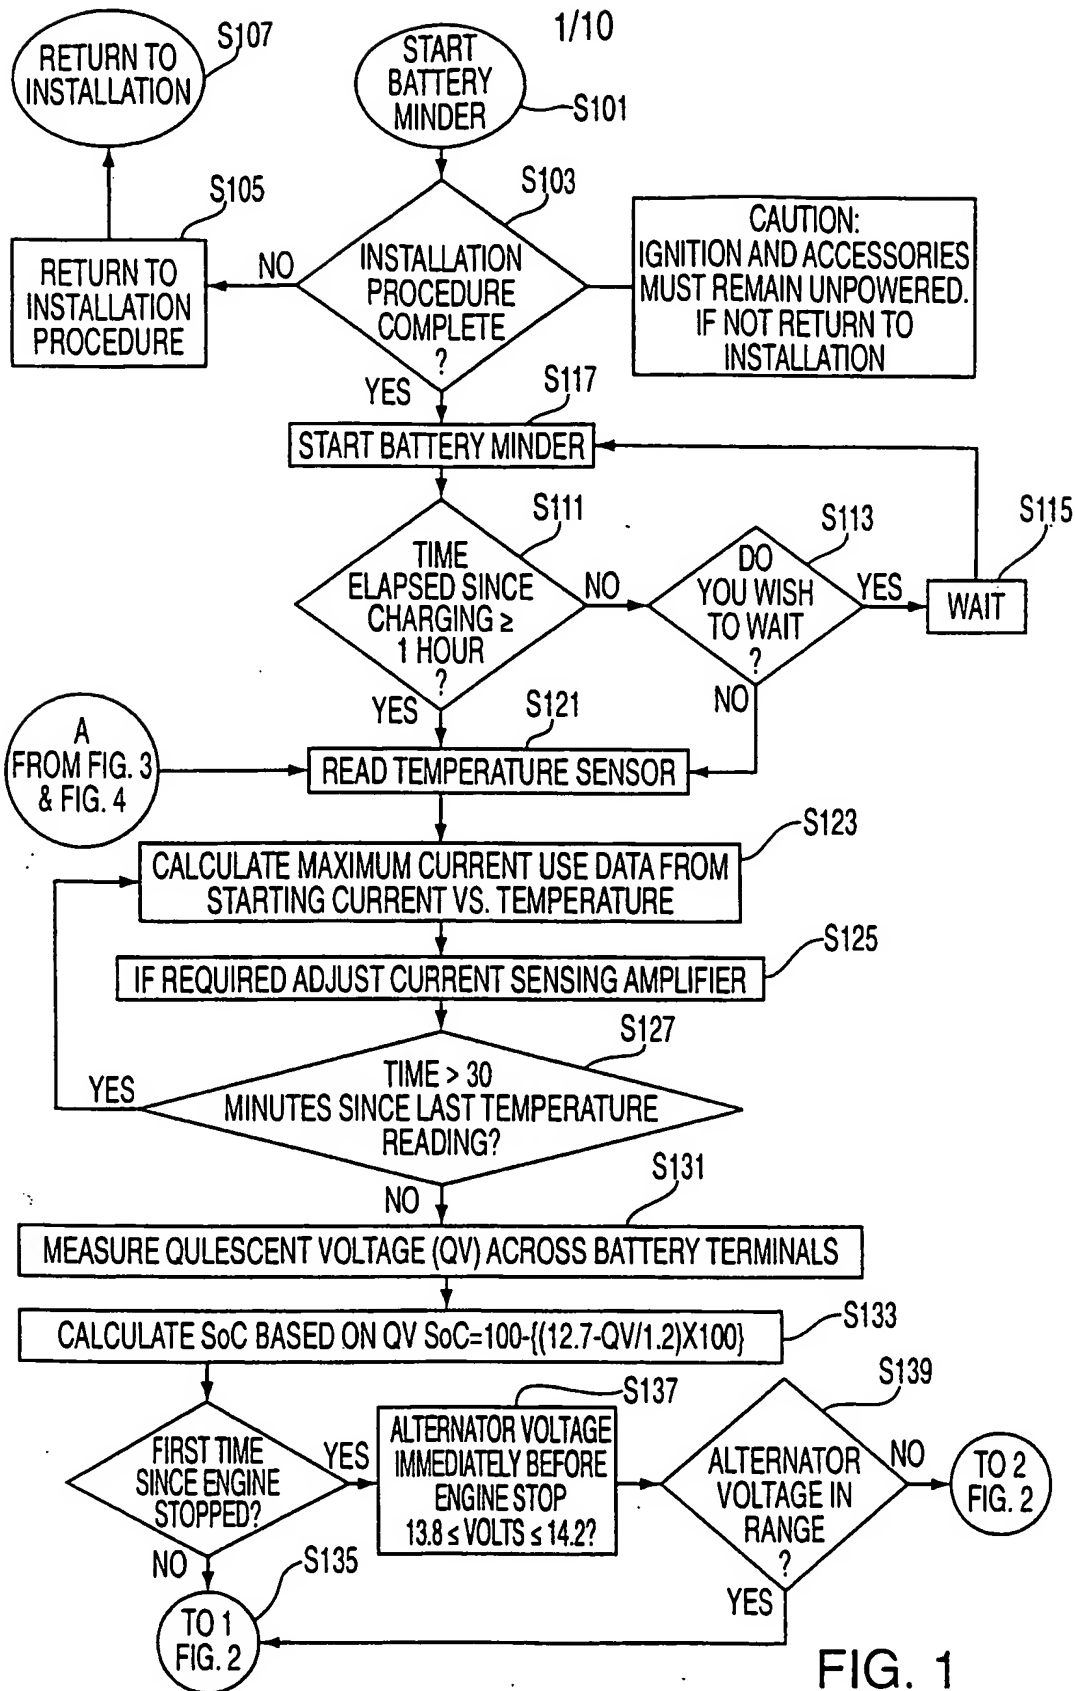 1/10
RETURN TO
INSTALLATION
S107
START
BATTERY
MINDER
S101
S103
S105
INSTALLATION
PROCEDURE
COMPLETE
?
NO
YES
RETURN TO
INSTALLATION
PROCEDURE
CAUTION:
IGNITION AND ACCESSORIES
MUST REMAIN UNPOWERED.
IF NOT RETURN TO
INSTALLATION
S117
START BATTERY MINDER
S111
TIME
ELAPSED SINCE
CHARGING ≥
1 HOUR
?
NO
YES
S113
DO
YOU WISH
TO WAIT
?
YES
NO
S115
WAIT
A
FROM FIG. 3
& FIG. 4
S121
READ TEMPERATURE SENSOR
S123
CALCULATE MAXIMUM CURRENT USE DATA FROM
STARTING CURRENT VS. TEMPERATURE
S125
IF REQUIRED ADJUST CURRENT SENSING AMPLIFIER
S127
TIME > 30
MINUTES SINCE LAST TEMPERATURE
READING?
YES
NO
S131
MEASURE QULESCENT VOLTAGE (QV) ACROSS BATTERY TERMINALS
S133
CALCULATE SoC BASED ON QV SoC=100-{(12.7-QV/1.2)X100}
FIRST TIME
SINCE ENGINE
STOPPED?
YES
NO
S137
ALTERNATOR VOLTAGE
IMMEDIATELY BEFORE
ENGINE STOP
13.8 ≤ VOLTS ≤ 14.2?
S139
ALTERNATOR
VOLTAGE IN
RANGE
?
NO
YES
TO 2
FIG. 2
S135
TO 1
FIG. 2
FIG. 1